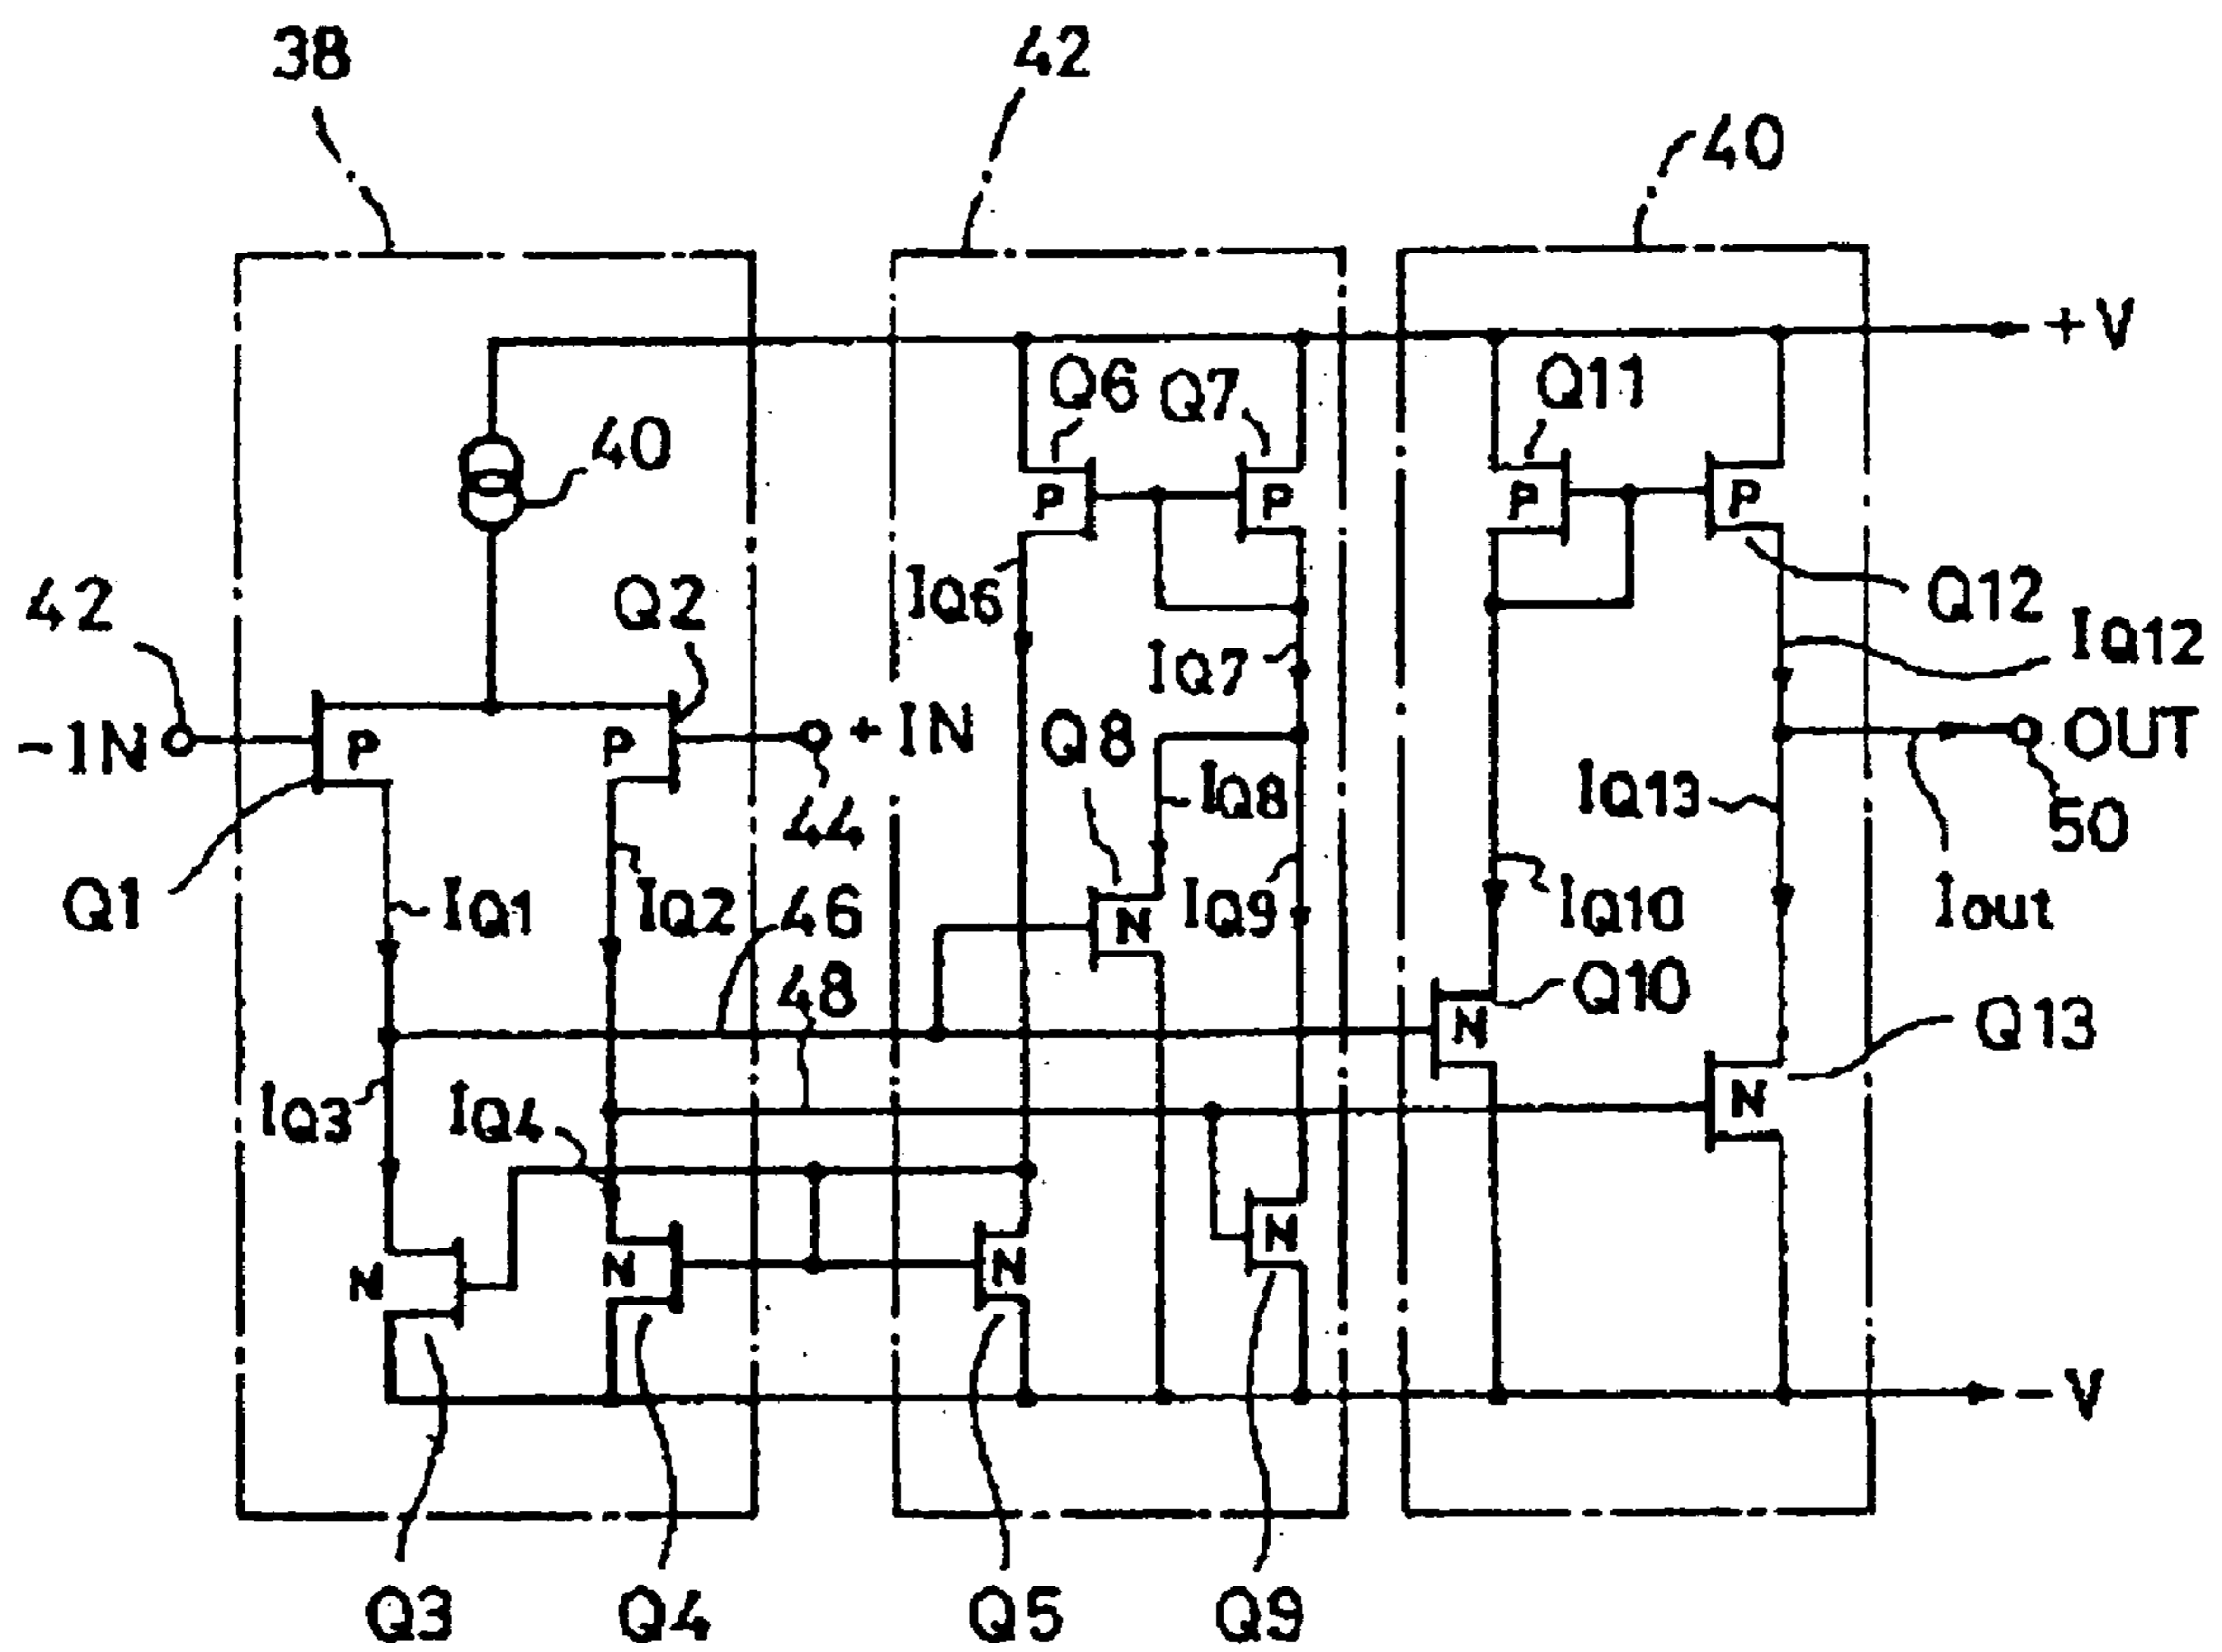 38
42
40
+V
Q6
Q7
Q11
40
P
P
P
P
42
Q2
IQ6
Q12
IQ12
IQ7
-IN
P
P
+IN
Q8
OUT
44
IQ8
IQ13
50
Q1
IQ1
IQ2
46
N
IQ9
IQ10
Iout
48
Q10
N
Q13
IQ3
IQ4
N
N
N
N
N
-V
Q3
Q4
Q5
Q9